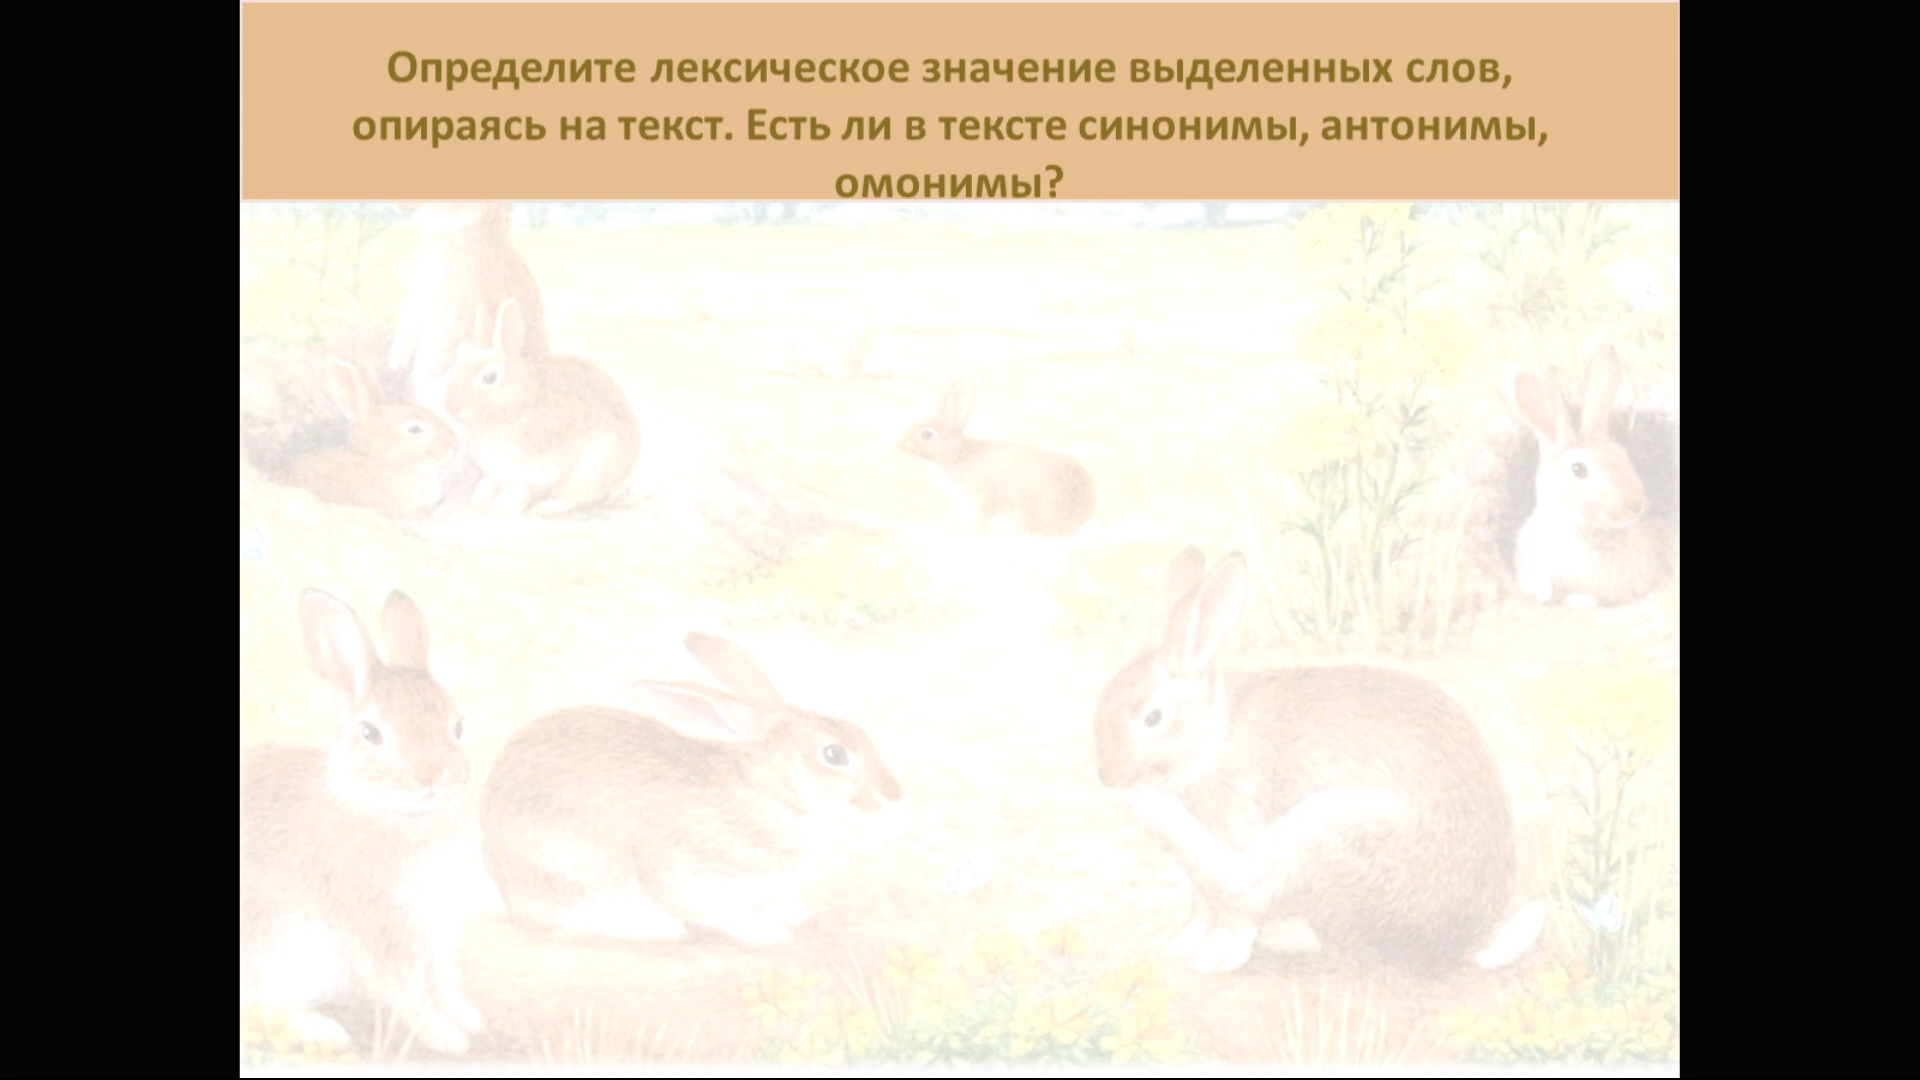 Определите лексическое значение выделенных слов,
опираясь на текст. Есть ли в тексте синонимы, антонимы,
омонимы?